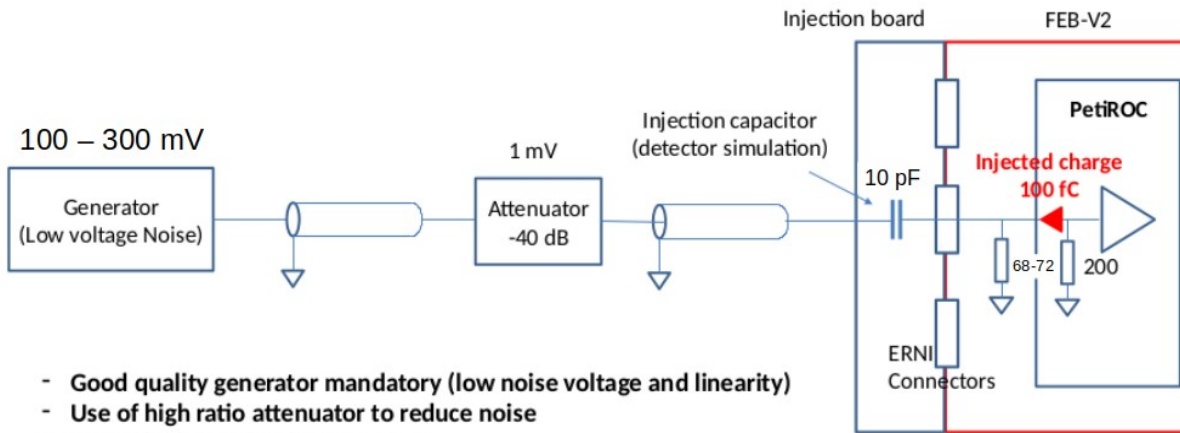 Injection board
FEB-V2
100 – 300 mV
Generator
(Low voltage Noise)
1 mV
Attenuator
-40 dB
Injection capacitor
(detector simulation)
10 pF
PetiROC
Injected charge
100 fC
68-72
200
ERNI
Connectors
- Good quality generator mandatory (low noise voltage and linearity)
- Use of high ratio attenuator to reduce noise